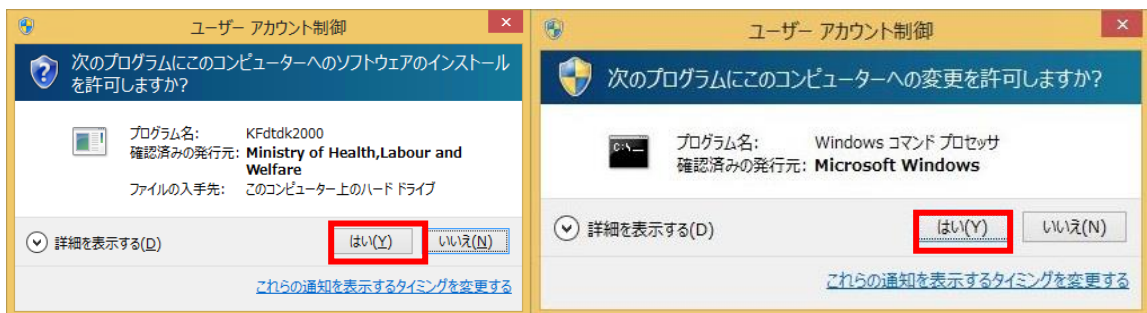 ユーザー アカウント制御
×
次のプログラムにこのコンピューターへのソフトウェアのインストール
を許可しますか?
プログラム名: KFdtdk2000
確認済みの発行元: Ministry of Health,Labour and
Welfare
ファイルの入手先: このコンピューター上のハード ドライブ
詳細を表示する(D)
はい(Y)
いいえ(N)
これらの通知を表示するタイミングを変更する
ユーザー アカウント制御
×
次のプログラムにこのコンピューターへの変更を許可しますか?
C:\_
プログラム名: Windows コマンド プロセッサ
確認済みの発行元: Microsoft Windows
詳細を表示する(D)
はい(Y)
いいえ(N)
これらの通知を表示するタイミングを変更する